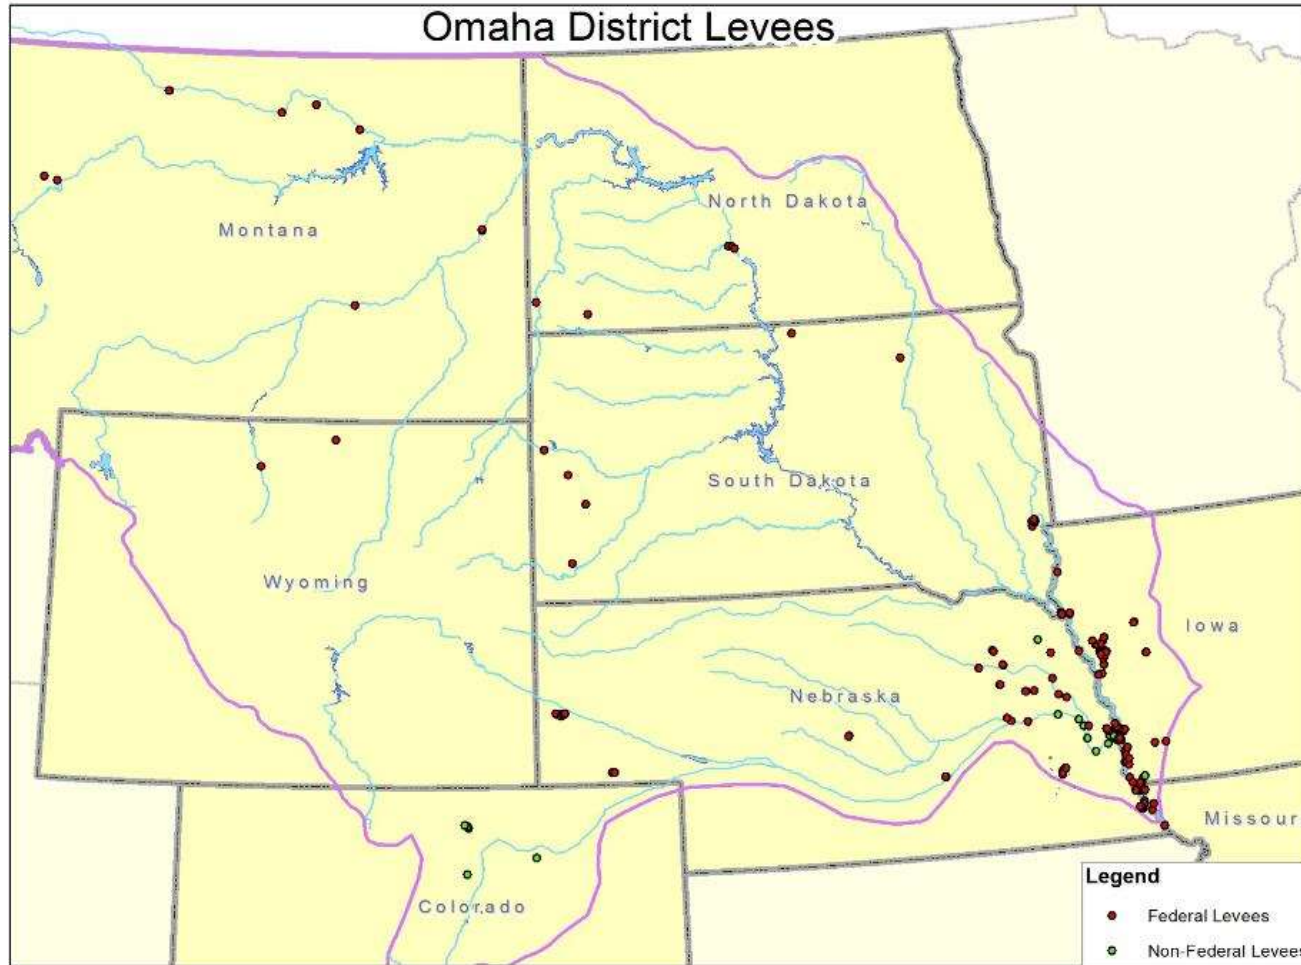 Omaha District Levees
North Dakota
Montana
South Dakota
Wyoming
Iowa
Nebraska
Missour
Colorado
Legend
Federal Levees
Non-Federal Levees